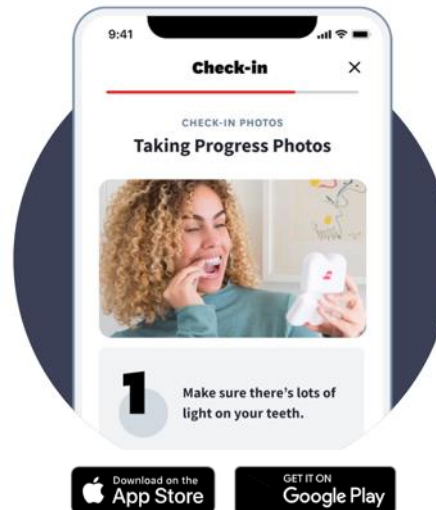 9:41
Check-in
CHECK-IN PHOTOS
Taking Progress Photos
1
Make sure there's lots of
light on your teeth.
Download on the
App Store
GET IT ON
Google Play